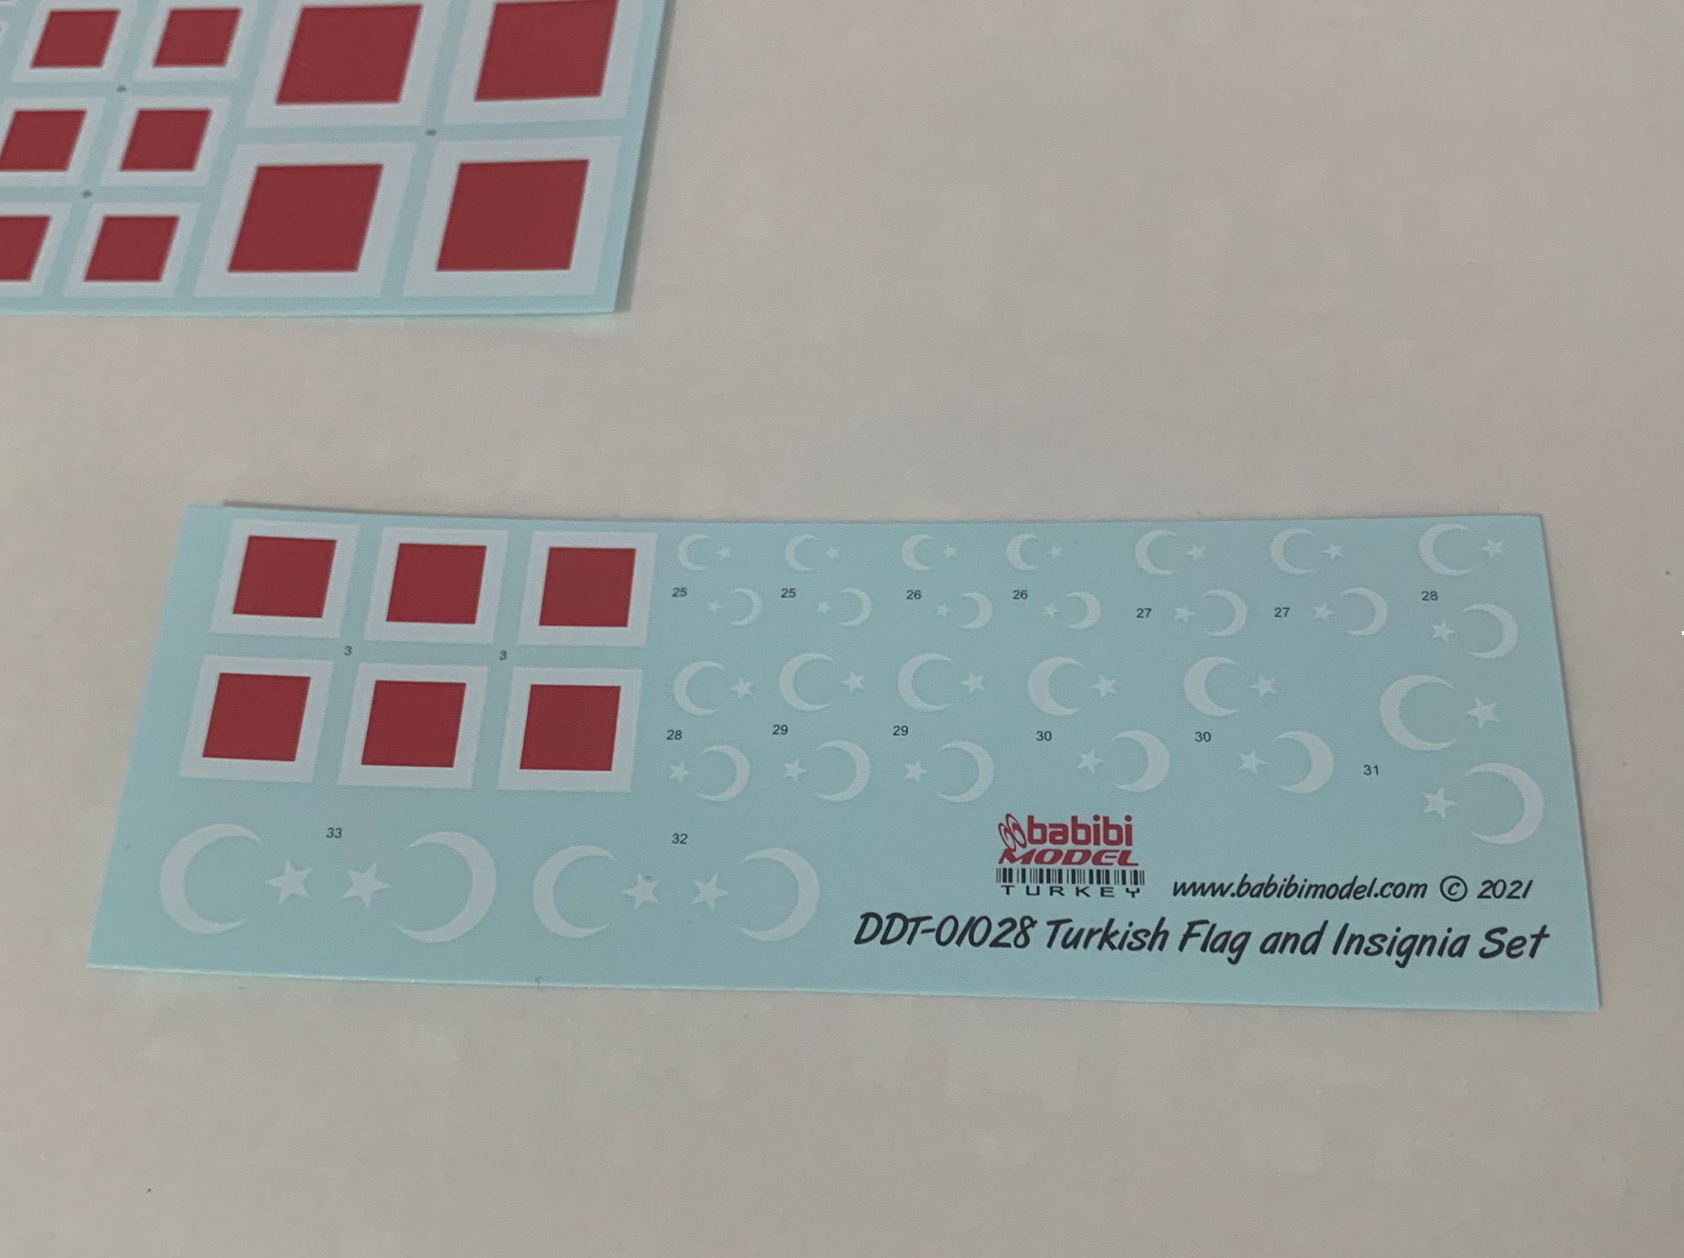 25 25 26 26 27 27 28
3 3
28 29 29 30 30 31
33 32
babibi
MODEL
TURKEY
www.babibimodel.com © 2021
DDT-01028 Turkish Flag and Insignia Set